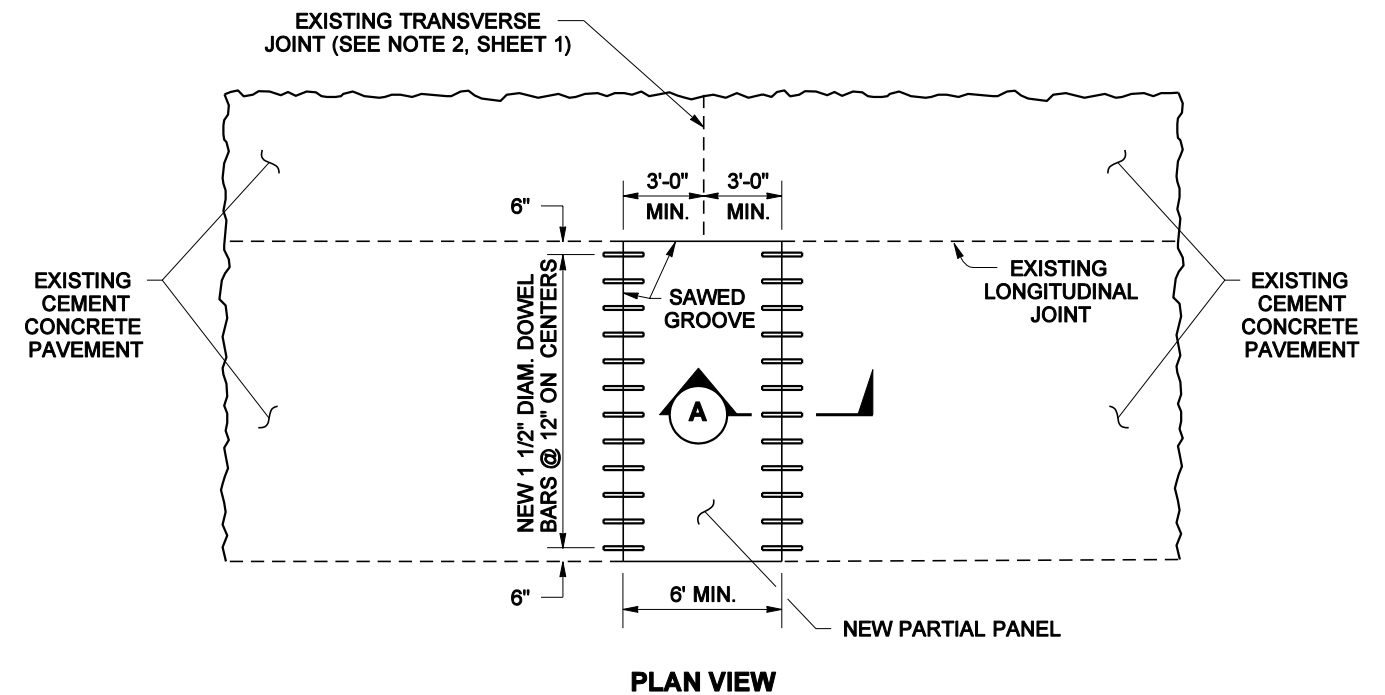 EXISTING TRANSVERSE
JOINT (SEE NOTE 2, SHEET 1)
3'-0"
MIN.
3'-0"
MIN.
6"
EXISTING
CEMENT
CONCRETE
PAVEMENT
NEW 1 1/2" DIAM. DOWEL
BARS @ 12" ON CENTERS
SAWED
GROOVE
EXISTING
LONGITUDINAL
JOINT
EXISTING
CEMENT
CONCRETE
PAVEMENT
A
6"
6' MIN.
NEW PARTIAL PANEL
PLAN VIEW